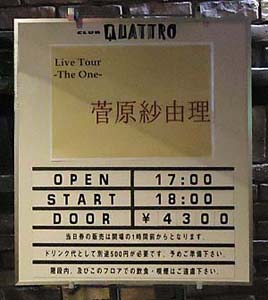 CLUB QUATTRO
Live Tour
-The One-
菅原紗由理
OPEN 17:00
START 18:00
DOOR ¥4300
当日券の販売は開場の1時間前からとなります。
ドリンク代として別途500円が必要です。予めご準備下さい。
階段内、及びこのフロアでの飲食・喫煙はご遠慮下さい。